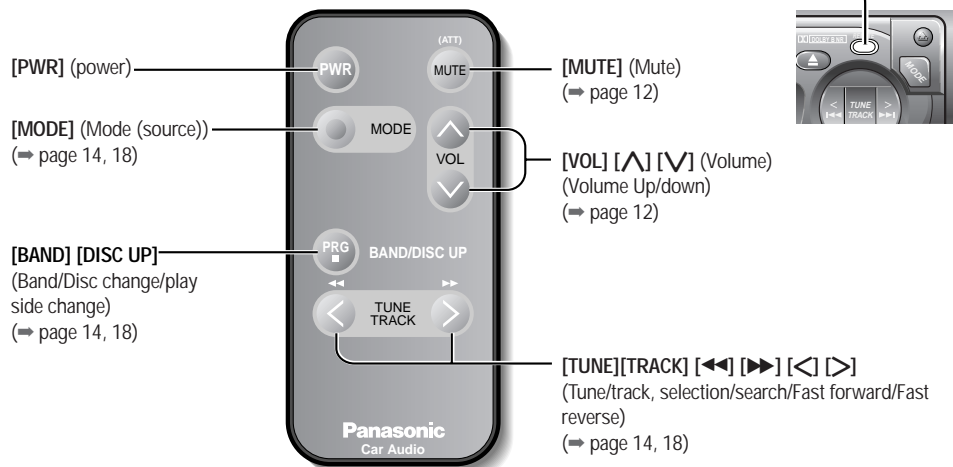 [PWR] (power)
[MODE] (Mode (source))
(➡ page 14, 18)
[BAND] [DISC UP]
(Band/Disc change/play
side change)
(➡ page 14, 18)
(ATT)
PWR
MUTE
MODE
VOL
PRG
BAND/DISC UP
TUNE
TRACK
Panasonic
Car Audio
[MUTE] (Mute)
(➡ page 12)
[VOL] [∧] [∨] (Volume)
(Volume Up/down)
(➡ page 12)
[TUNE][TRACK] [◀◀] [▶▶] [<] [>]
(Tune/track, selection/search/Fast forward/Fast
reverse)
(➡ page 14, 18)
DOLBY B NR
MODE
TUNE
TRACK